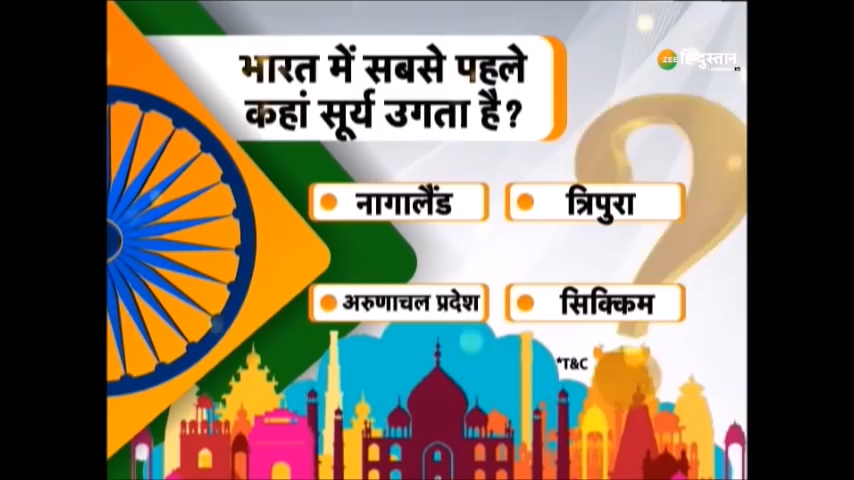 भारत में सबसे पहले
कहां सूर्य उगता है?
ZEE हिन्दुस्तान
नागालैंड
त्रिपुरा
अरुणाचल प्रदेश
सिक्किम
*T&C